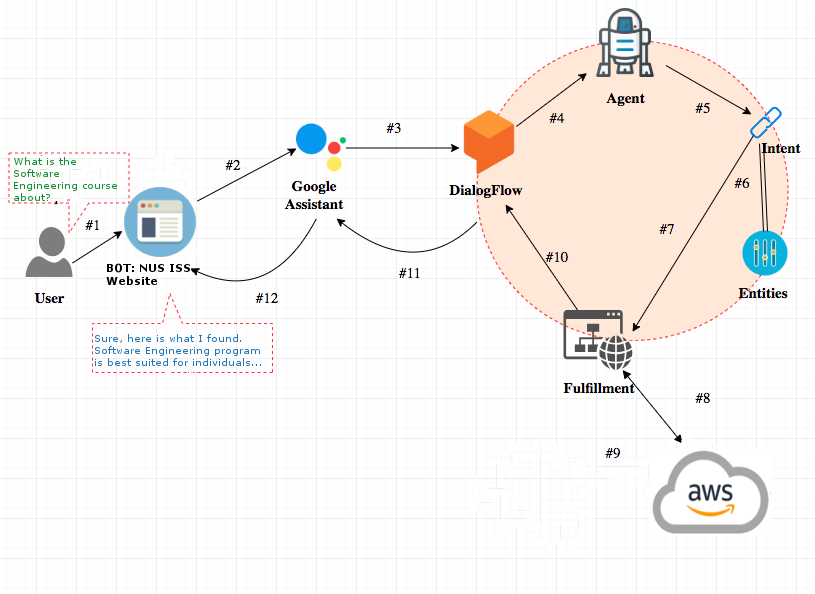 Agent
#5
#4
#3
Intent
#2
What is the
Software
Engineering course
about?
Google
Assistant
DialogFlow
#6
#1
#7
#10
BOT: NUS ISS
Website
#11
User
#12
Entities
Sure, here is what I found.
Software Engineering program
is best suited for individuals...
Fulfillment
#8
#9
aws